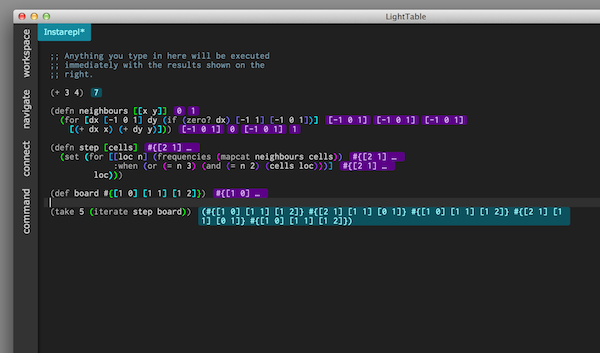 LightTable
workspace
navigate
connect
command
Instarepl*
;; Anything you type in here will be executed
;; immediately with the results shown on the
;; right.
(+ 3 4) 7
(defn neighbours [[x y]] 0 1
(for [dx [-1 0 1] dy (if (zero? dx) [-1 1] [-1 0 1])] [-1 0 1] [-1 0 1] [-1 0 1]
[(+ dx x) (+ dy y)])) [-1 0 1] 0 [-1 0 1] 1
(defn step [cells] #{[2 1] …
(set (for [[loc n] (frequencies (mapcat neighbours cells)) #{[2 1] …
:when (or (= n 3) (and (= n 2) (cells loc)))] #{[2 1] …
loc)))
(def board #{[1 0] [1 1] [1 2]}) #{[1 0] …
(take 5 (iterate step board)) (#{[1 0] [1 1] [1 2]} #{[2 1] [1 1] [0 1]} #{[1 0] [1 1] [1 2]} #{[2 1] [1
1] [0 1]} #{[1 0] [1 1] [1 2]})